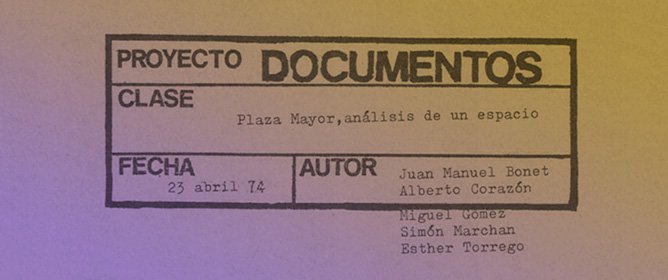 PROYECTO DOCUMENTOS
CLASE
Plaza Mayor,análisis de un espacio
FECHA
23 abril 74
AUTOR
Juan Manuel Bonet
Alberto Corazón
Miguel Gómez
Simón Marchan
Esther Torrego